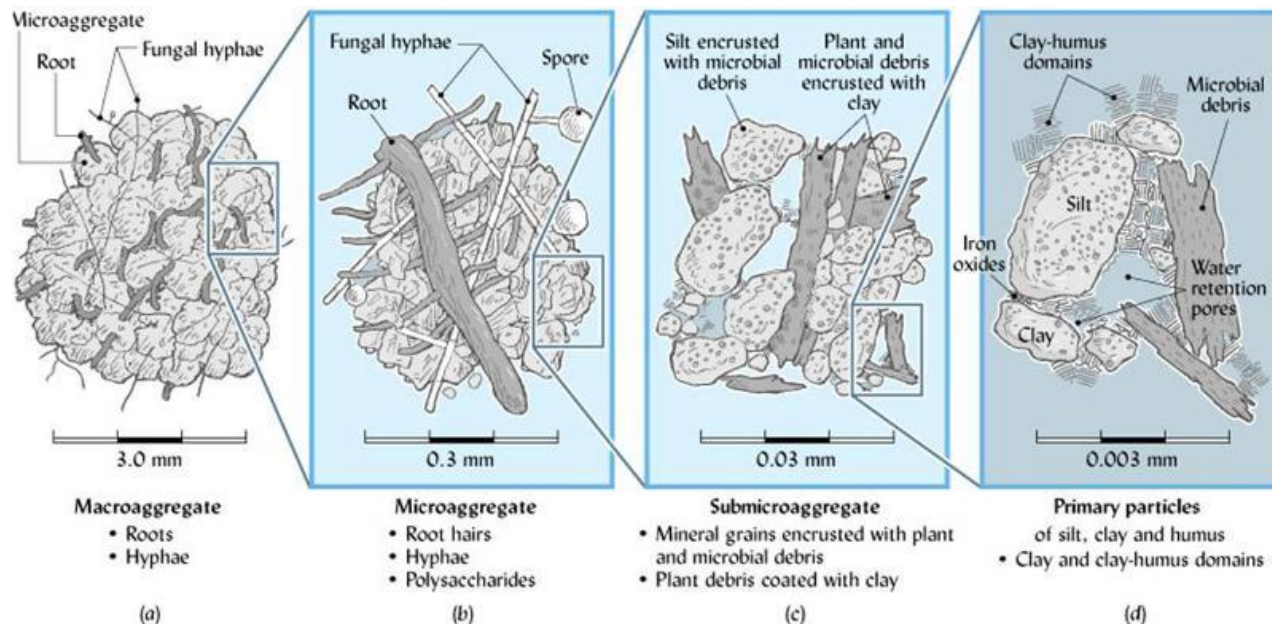 Microaggregate
Root
Fungal hyphae
3.0 mm
Macroaggregate
• Roots
• Hyphae
(a)
Fungal hyphae
Spore
Root
0.3 mm
Microaggregate
• Root hairs
• Hyphae
• Polysaccharides
(b)
Silt encrusted
with microbial
debris
Plant and
microbial debris
encrusted with
clay
0.03 mm
Submicroaggregate
• Mineral grains encrusted with plant
and microbial debris
• Plant debris coated with clay
(c)
Clay-humus
domains
Microbial
debris
Silt
Iron
oxides
Water
retention
pores
Clay
0.003 mm
Primary particles
of silt, clay and humus
• Clay and clay-humus domains
(d)